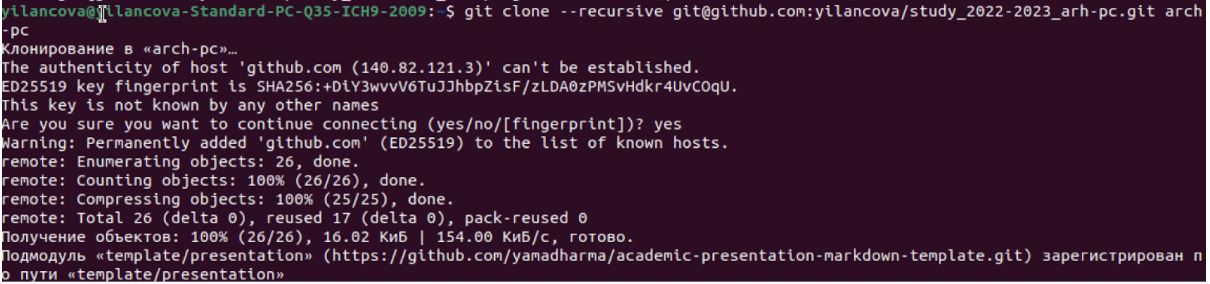 yilancova@yilancova-Standard-PC-Q35-ICH9-2009:~$ git clone --recursive git@github.com:yilancova/study_2022-2023_arh-pc.git arch
-pc
Клонирование в «arch-pc»…
The authenticity of host 'github.com (140.82.121.3)' can't be established.
ED25519 key fingerprint is SHA256:+DiY3wvvV6TuJJhbpZisF/zLDA0zPMSvHdkr4UvCOqU.
This key is not known by any other names
Are you sure you want to continue connecting (yes/no/[fingerprint])? yes
Warning: Permanently added 'github.com' (ED25519) to the list of known hosts.
remote: Enumerating objects: 26, done.
remote: Counting objects: 100% (26/26), done.
remote: Compressing objects: 100% (25/25), done.
remote: Total 26 (delta 0), reused 17 (delta 0), pack-reused 0
Получение объектов: 100% (26/26), 16.02 КиБ | 154.00 КиБ/с, готово.
Подмодуль «template/presentation» (https://github.com/yamadharma/academic-presentation-markdown-template.git) зарегистрирован п
о пути «template/presentation»